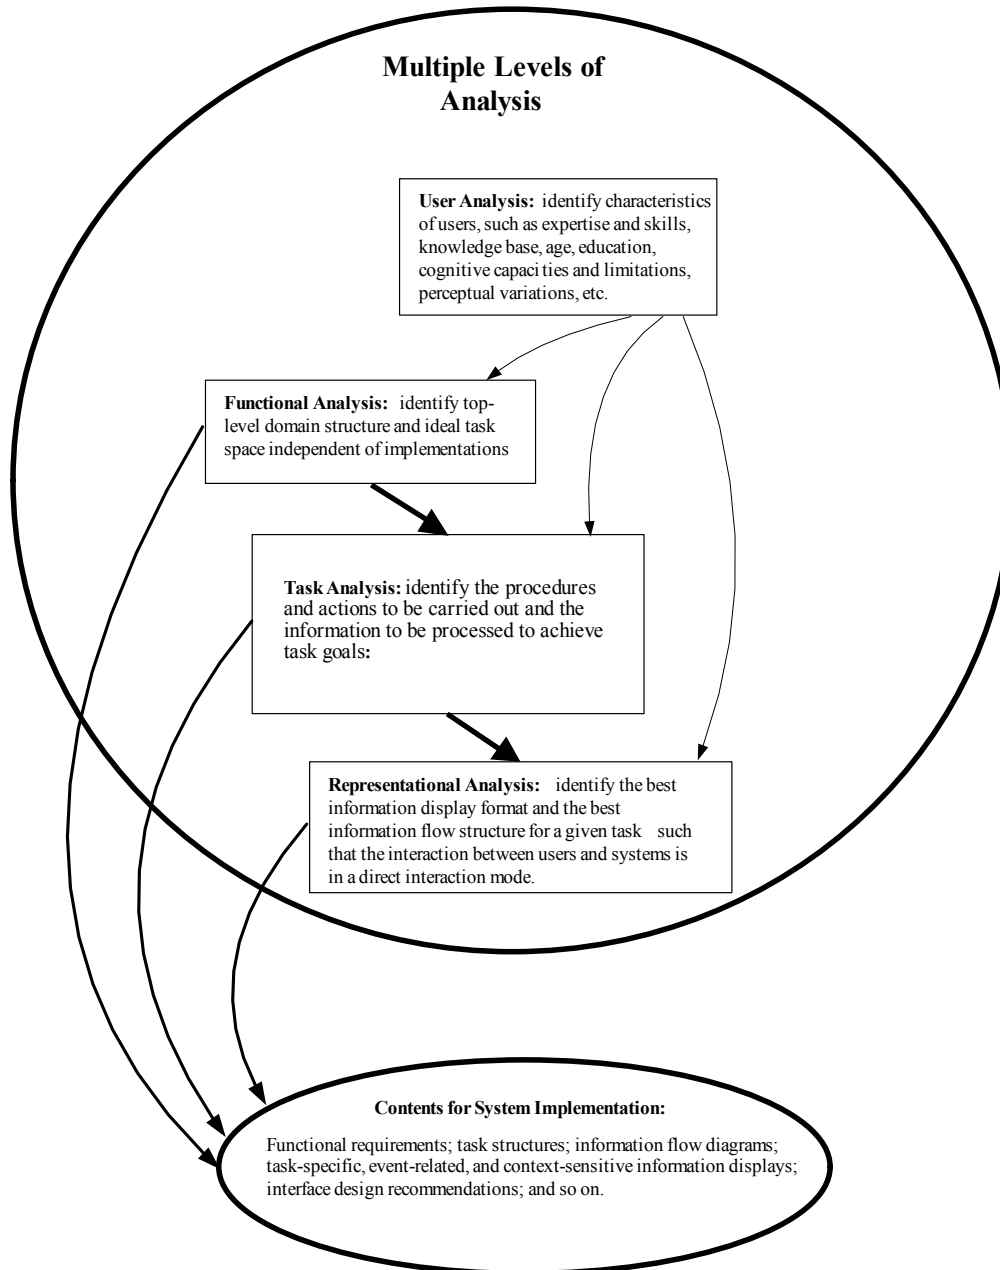 Multiple Levels of
Analysis
User Analysis: identify characteristics
of users, such as expertise and skills,
knowledge base, age, education,
cognitive capacities and limitations,
perceptual variations, etc.
Functional Analysis: identify top-
level domain structure and ideal task
space independent of implementations
Task Analysis: identify the procedures
and actions to be carried out and the
information to be processed to achieve
task goals:
Representational Analysis: identify the best
information display format and the best
information flow structure for a given task such
that the interaction between users and systems is
in a direct interaction mode.
Contents for System Implementation:
Functional requirements; task structures; information flow diagrams;
task-specific, event-related, and context-sensitive information displays;
interface design recommendations; and so on.